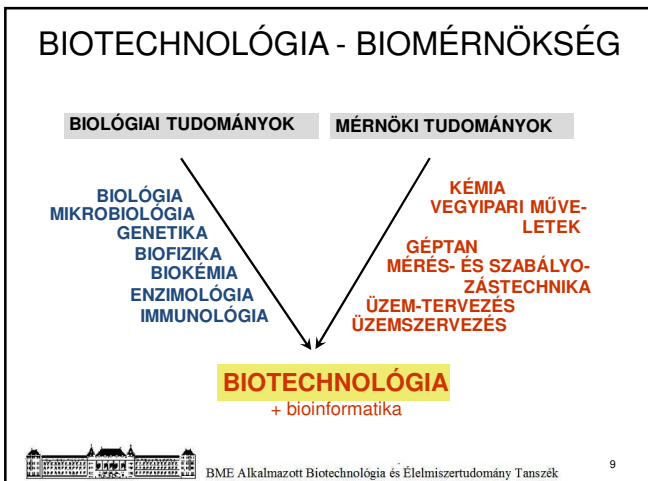 BIOTECHNOLÓGIA - BIOMÉRNÖKSÉG
BIOLÓGIAI TUDOMÁNYOK
MÉRNÖKI TUDOMÁNYOK
BIOLÓGIA
MIKROBIOLÓGIA
GENETIKA
BIOFIZIKA
BIOKÉMIA
ENZIMOLÓGIA
IMMUNOLÓGIA
KÉMIA
VEGYIPARI MŰVE-
LETEK
GÉPTAN
MÉRÉS- ÉS SZABÁLYO-
ZÁSTECHNIKA
ÜZEM-TERVEZÉS
ÜZEMSZERVEZÉS
BIOTECHNOLÓGIA
+ bioinformatika
BME Alkalmazott Biotechnológia és Élelmiszertudomány Tanszék
9